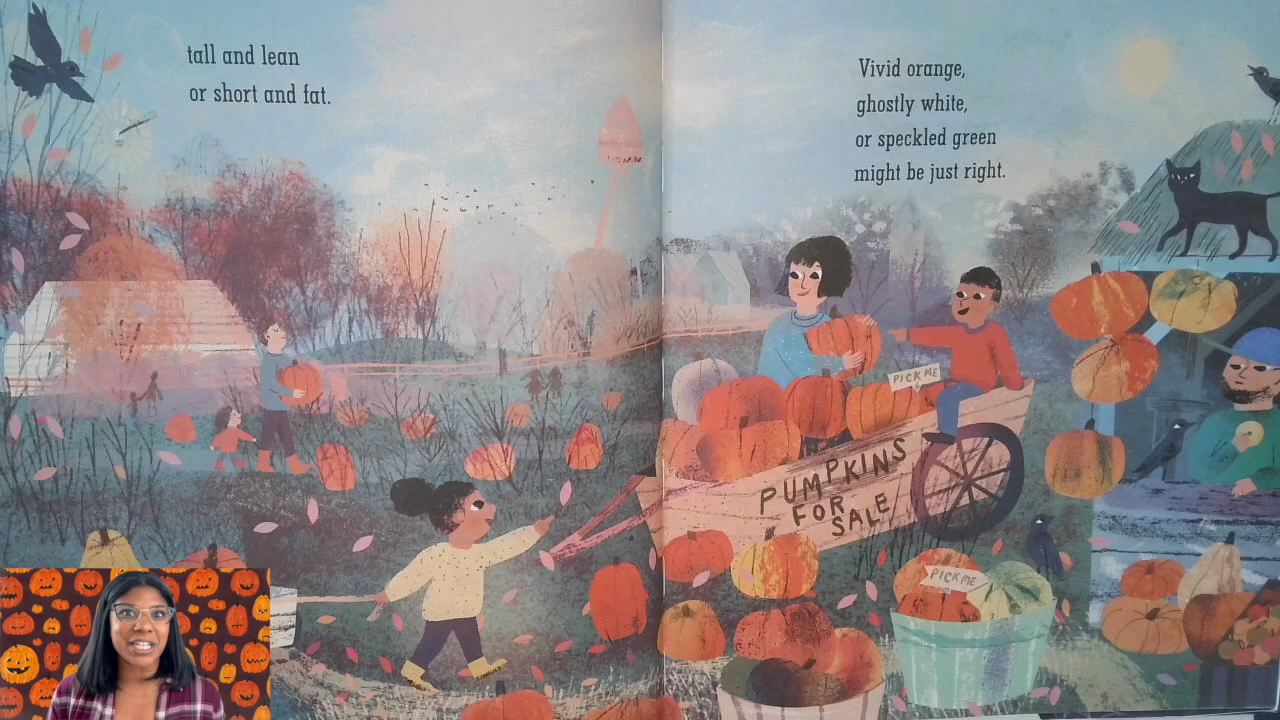 tall and lean
or short and fat.
Vivid orange,
ghostly white,
or speckled green
might be just right.
PICK ME
PUMPKINS
FOR
SALE
PICK ME